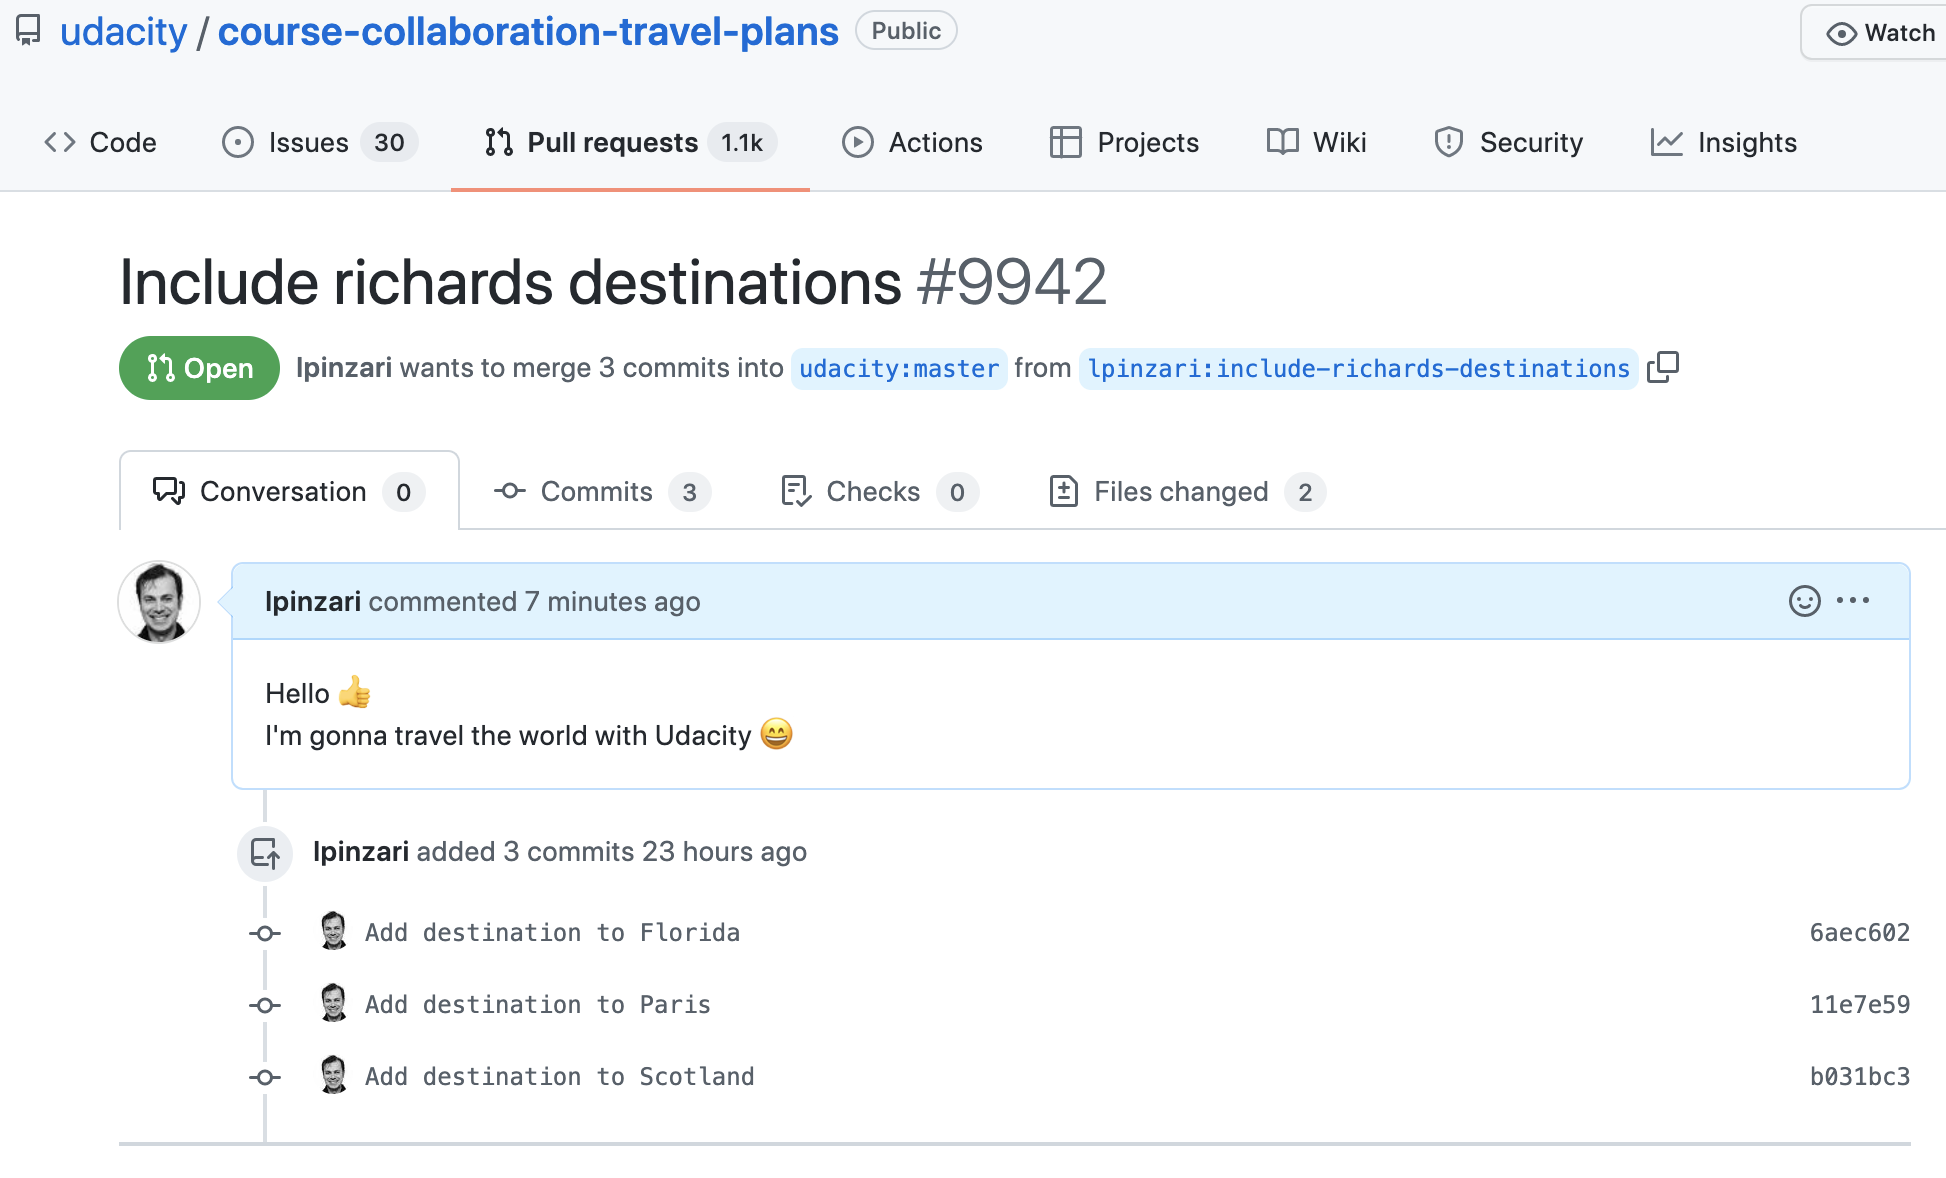 udacity / course-collaboration-travel-plans Public Watch
Code Issues 30 Pull requests 1.1k Actions Projects Wiki Security Insights
Include richards destinations #9942
Open lpinzari wants to merge 3 commits into udacity:master from lpinzari:include-richards-destinations
Conversation 0 Commits 3 Checks 0 Files changed 2
lpinzari commented 7 minutes ago
Hello 👍
I'm gonna travel the world with Udacity 😄
lpinzari added 3 commits 23 hours ago
Add destination to Florida 6aec602
Add destination to Paris 11e7e59
Add destination to Scotland b031bc3